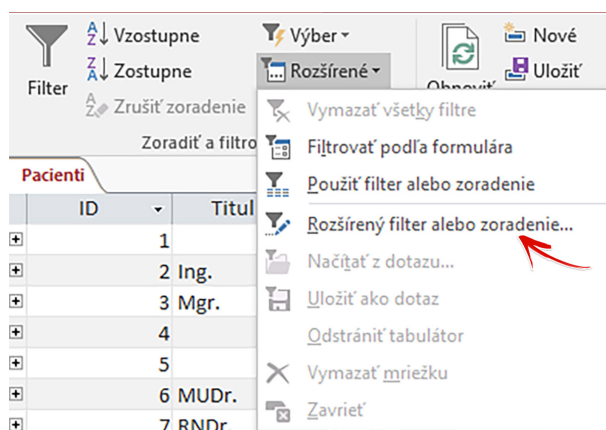 Filter
Vzostupne
Zostupne
Zrušiť zoradenie
Zoradiť a filtro
Výber
Rozšírené
Obnoviť
Nové
Uložiť
Vymazať všetky filtre
Filtrovať podľa formulára
Použiť filter alebo zoradenie
Rozšírený filter alebo zoradenie...
Načítať z dotazu...
Uložiť ako dotaz
Odstrániť tabulátor
Vymazať mriežku
Zavrieť
Pacienti
ID Titul
1
2 Ing.
3 Mgr.
4
5
6 MUDr.
7 RNDr